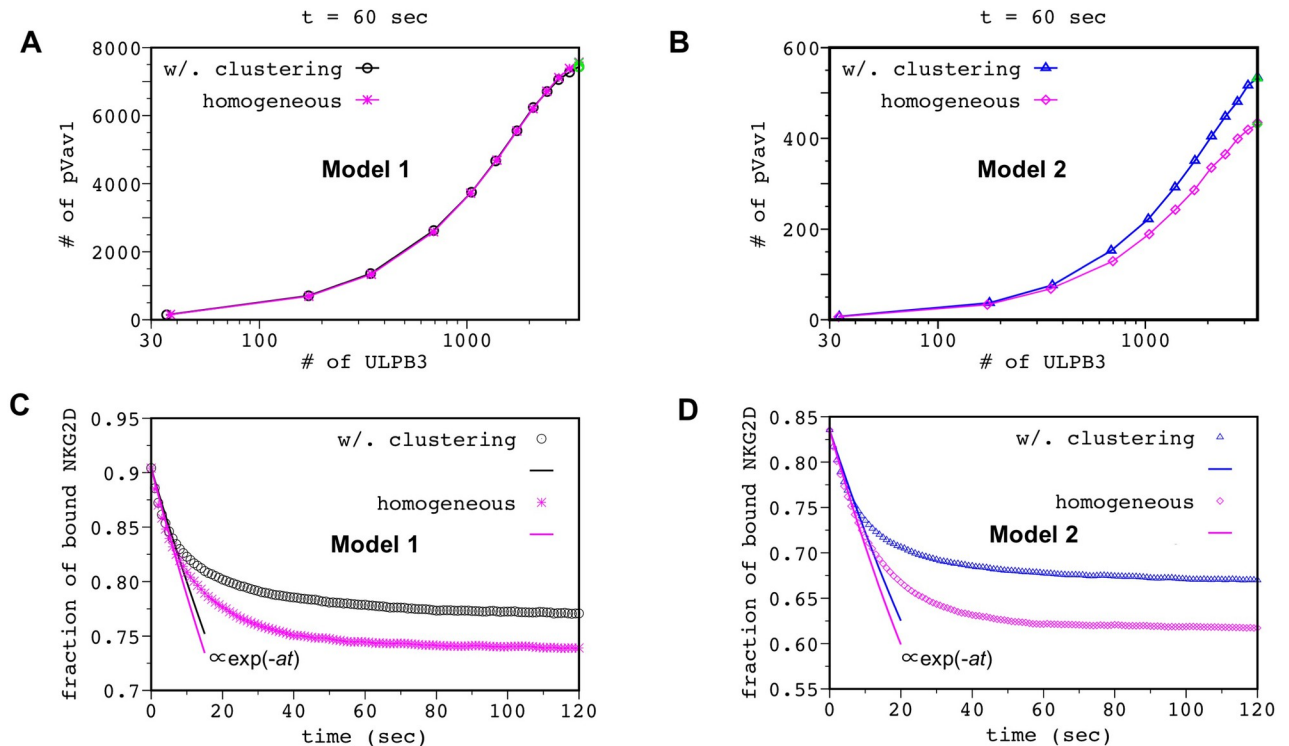 A
t = 60 sec
# of pVav1
8000
6000
4000
2000
0
w/. clustering
homogeneous
Model 1
30
100
1000
# of ULPB3
B
t = 60 sec
# of pVav1
600
400
200
0
w/. clustering
homogeneous
Model 2
30
100
1000
# of ULPB3
C
fraction of bound NKG2D
0.95
0.9
0.85
0.80
0.75
0.7
w/. clustering
homogeneous
Model 1
∝exp(-at)
0
20
40
60
80
100
120
time (sec)
D
fraction of bound NKG2D
0.85
0.80
0.75
0.70
0.65
0.60
0.55
w/. clustering
homogeneous
Model 2
∝exp(-at)
0
20
40
60
80
100
120
time (sec)